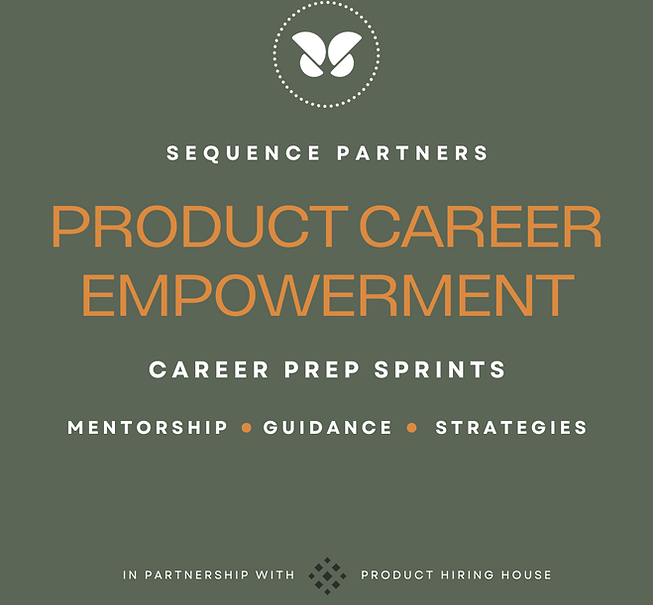 SEQUENCE PARTNERS
PRODUCT CAREER
EMPOWERMENT
CAREER PREP SPRINTS
MENTORSHIP ● GUIDANCE ● STRATEGIES
IN PARTNERSHIP WITH PRODUCT HIRING HOUSE